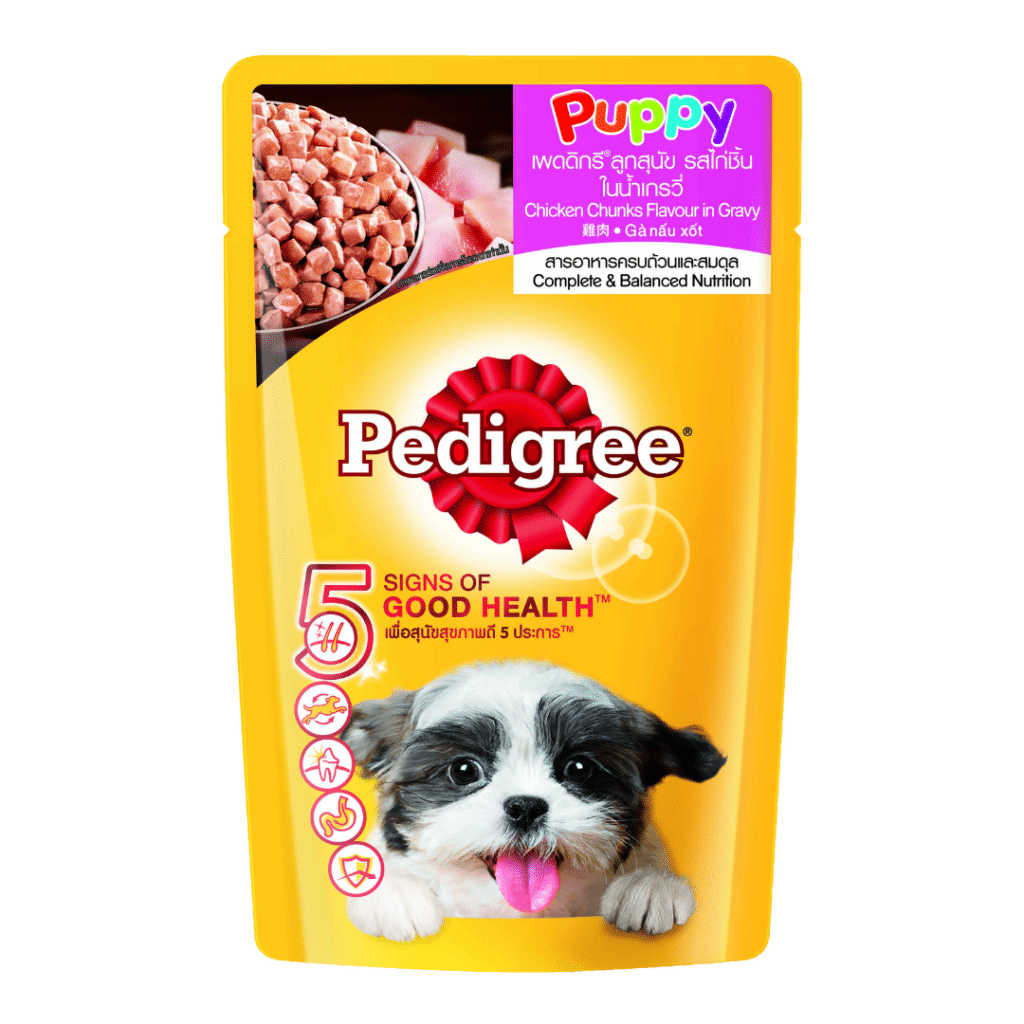 Puppy
เพดดิกรี® ลูกสุนัข รสไก่ชิ้น
ในน้ำเกรวี่
Chicken Chunks Flavour in Gravy
雞肉 • Gà nấu xốt
สารอาหารครบถ้วนและสมดุล
Complete & Balanced Nutrition
Pedigree®
5 SIGNS OF
GOOD HEALTH™
เพื่อสุนัขสุขภาพดี 5 ประการ™